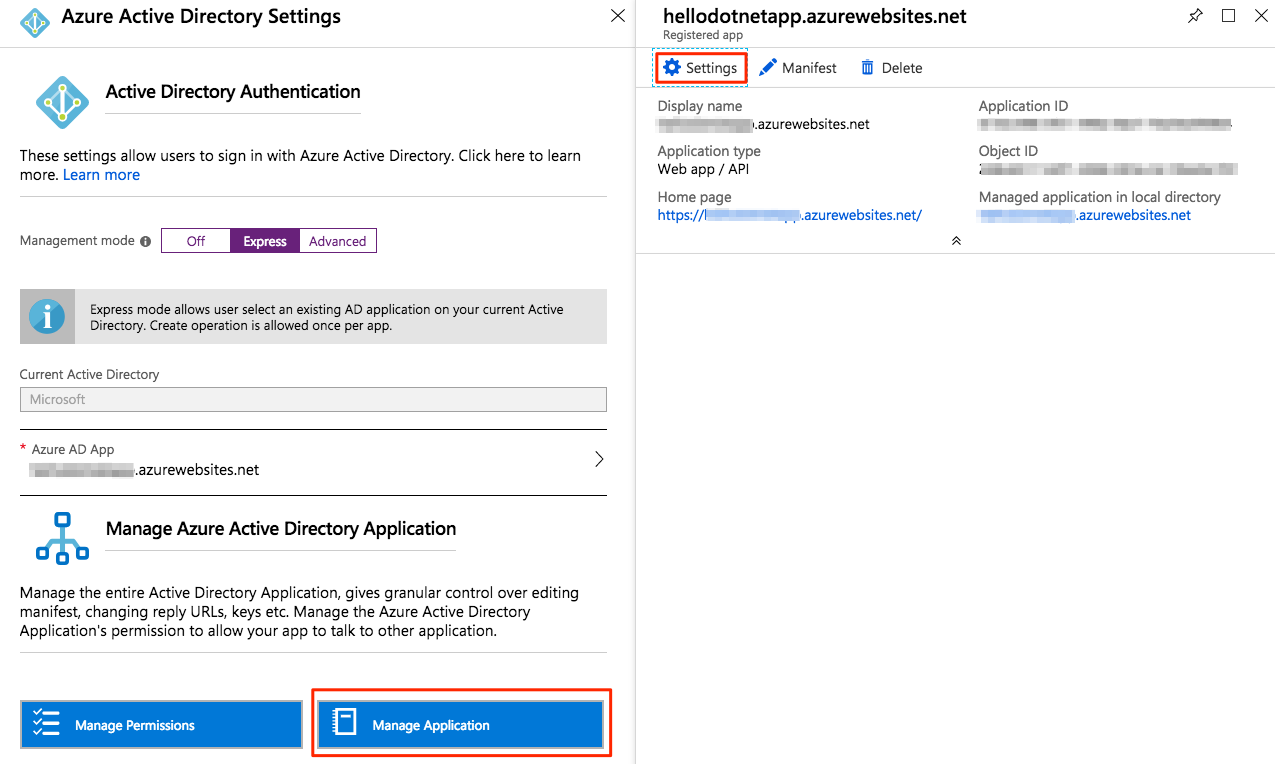 Azure Active Directory Settings
Active Directory Authentication
These settings allow users to sign in with Azure Active Directory. Click here to learn
more. Learn more
Management mode
Off
Express
Advanced
Express mode allows user select an existing AD application on your current Active
Directory. Create operation is allowed once per app.
Current Active Directory
Microsoft
* Azure AD App
.azurewebsites.net
Manage Azure Active Directory Application
Manage the entire Active Directory Application, gives granular control over editing
manifest, changing reply URLs, keys etc. Manage the Azure Active Directory
Application's permission to allow your app to talk to other application.
Manage Permissions
Manage Application
hellodotnetapp.azurewebsites.net
Registered app
Settings
Manifest
Delete
Display name
.azurewebsites.net
Application type
Web app / API
Home page
https://
.azurewebsites.net/
Application ID
Object ID
Managed application in local directory
.azurewebsites.net